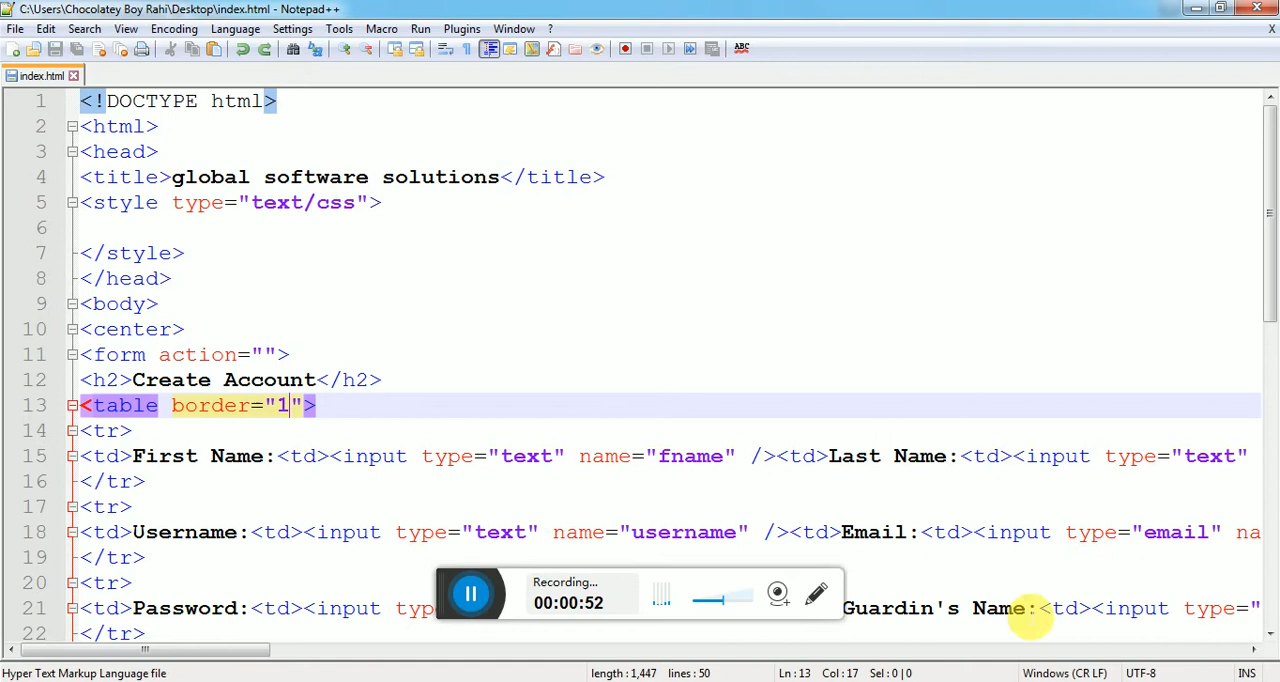 C:\Users\Chocolatey Boy Rahi\Desktop\index.html - Notepad++
File Edit Search View Encoding Language Settings Tools Macro Run Plugins Window ? X
ABC
index.html
1 <!DOCTYPE html>
2 <html>
3 <head>
4 <title>global software solutions</title>
5 <style type="text/css">
6
7 </style>
8 </head>
9 <body>
10 <center>
11 <form action="">
12 <h2>Create Account</h2>
13 <table border="1">
14 <tr>
15 <td>First Name:<td><input type="text" name="fname" /><td>Last Name:<td><input type="text"
16 </tr>
17 <tr>
18 <td>Username:<td><input type="text" name="username" /><td>Email:<td><input type="email" na
19 </tr>
20 <tr>
21 <td>Password:<td><input ty Guardin's Name:<td><input type="
22 </tr>
Recording...
00:00:52
Hyper Text Markup Language file length : 1,447 lines : 50 Ln : 13 Col : 17 Sel : 0 | 0 Windows (CR LF) UTF-8 INS